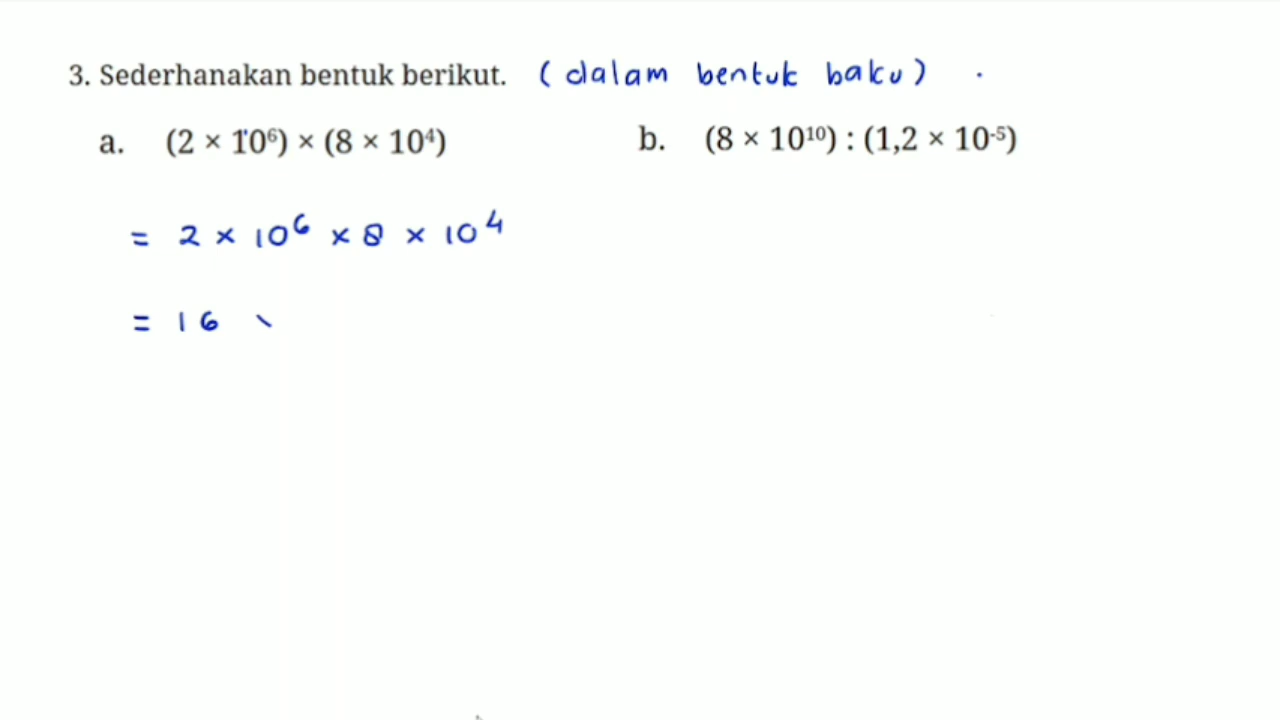 3. Sederhanakan bentuk berikut. (dalam bentuk baku)
a. (2 × 10⁶) × (8 × 10⁴)
b. (8 × 10¹⁰) : (1,2 × 10⁻⁵)
= 2 × 10⁶ × 8 × 10⁴
= 16